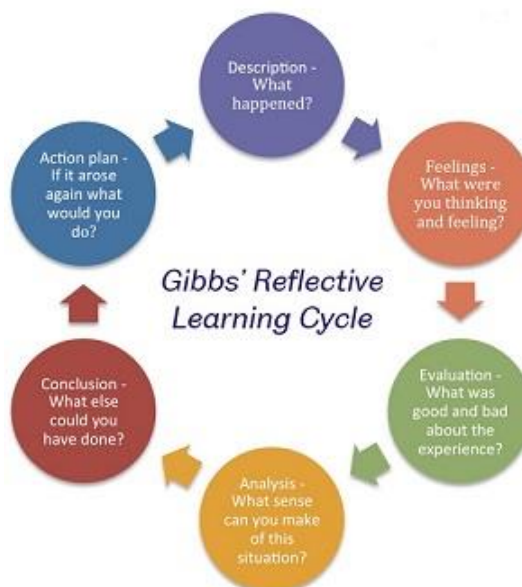 Description -
What
happened?
Feelings -
What were
you thinking
and feeling?
Evaluation -
What was
good and bad
about the
experience?
Analysis -
What sense
can you make
of this
situation?
Conclusion -
What else
could you
have done?
Action plan -
If it arose
again what
would you
do?
Gibbs' Reflective
Learning Cycle